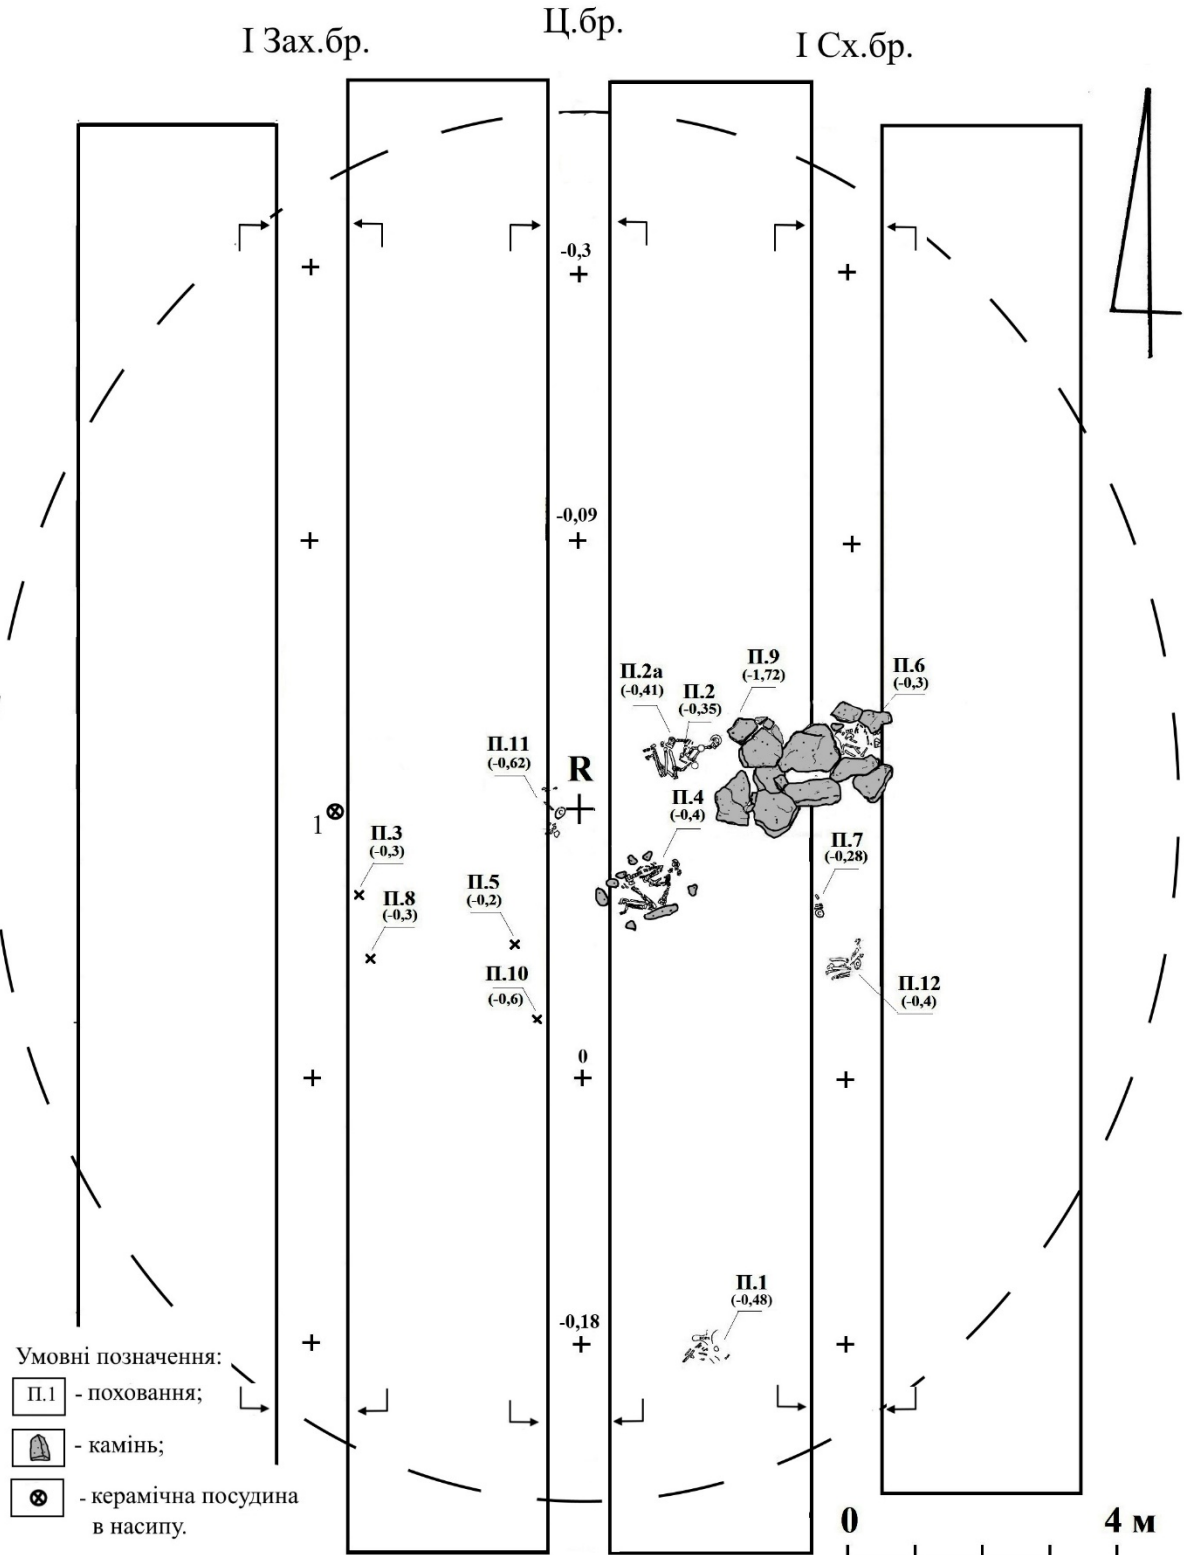 Ц.бр.
І Зах.бр.
І Сх.бр.
-0,3
-0,09
П.9
(-1,72)
П.6
(-0,3)
П.2а
(-0,41)
П.2
(-0,35)
П.11
(-0,62)
R
П.4
(-0,4)
1
П.3
(-0,3)
П.7
(-0,28)
П.5
(-0,2)
П.8
(-0,3)
П.10
(-0,6)
П.12
(-0,4)
0
П.1
(-0,48)
-0,18
Умовні позначення:
П.1 - поховання;
- камінь;
- керамічна посудина
в насипу.
0 4 м